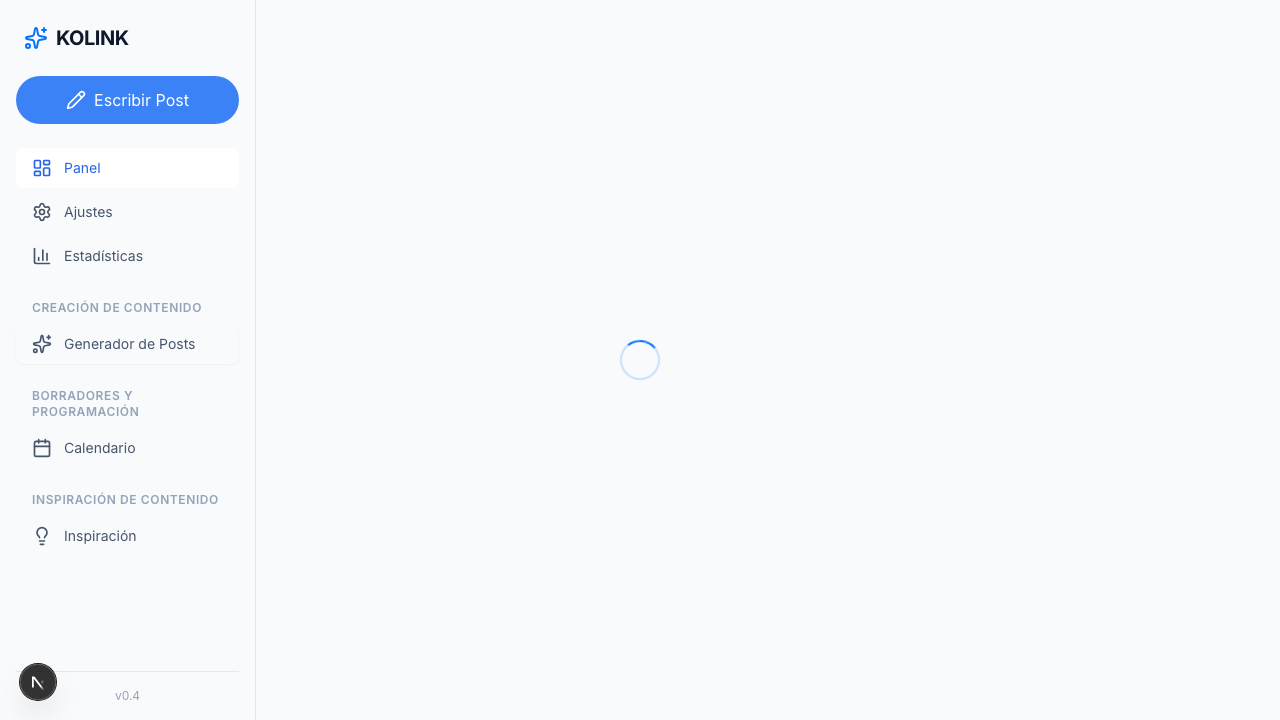 KOLINK
Escribir Post
Panel
Ajustes
Estadísticas
CREACIÓN DE CONTENIDO
Generador de Posts
BORRADORES Y
PROGRAMACIÓN
Calendario
INSPIRACIÓN DE CONTENIDO
Inspiración
v0.4